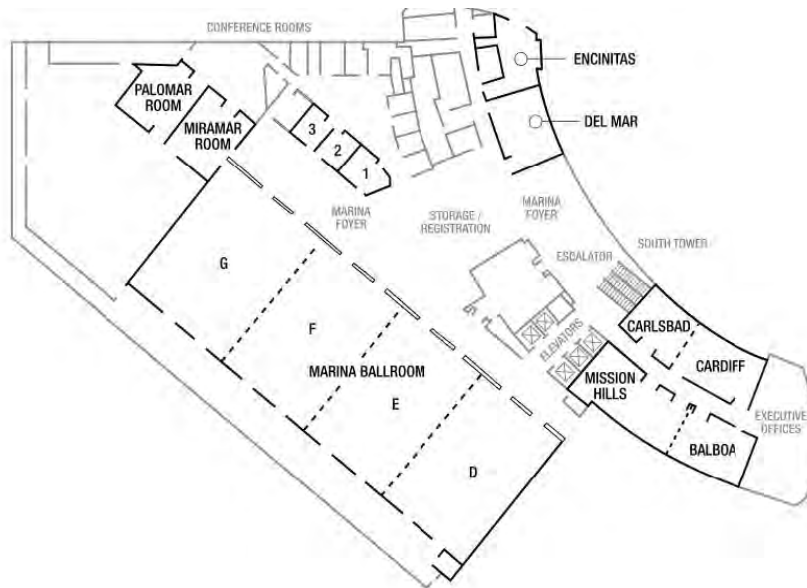 CONFERENCE ROOMS
ENCINITAS
PALOMAR
ROOM
DEL MAR
MIRAMAR
ROOM
3
2
1
MARINA
FOYER
STORAGE /
REGISTRATION
MARINA
FOYER
SOUTH TOWER
ESCALATOR
G
F
CARLSBAD
ELEVATORS
CARDIFF
MARINA BALLROOM
MISSION
HILLS
E
EXECUTIVE
OFFICES
BALBOA
D